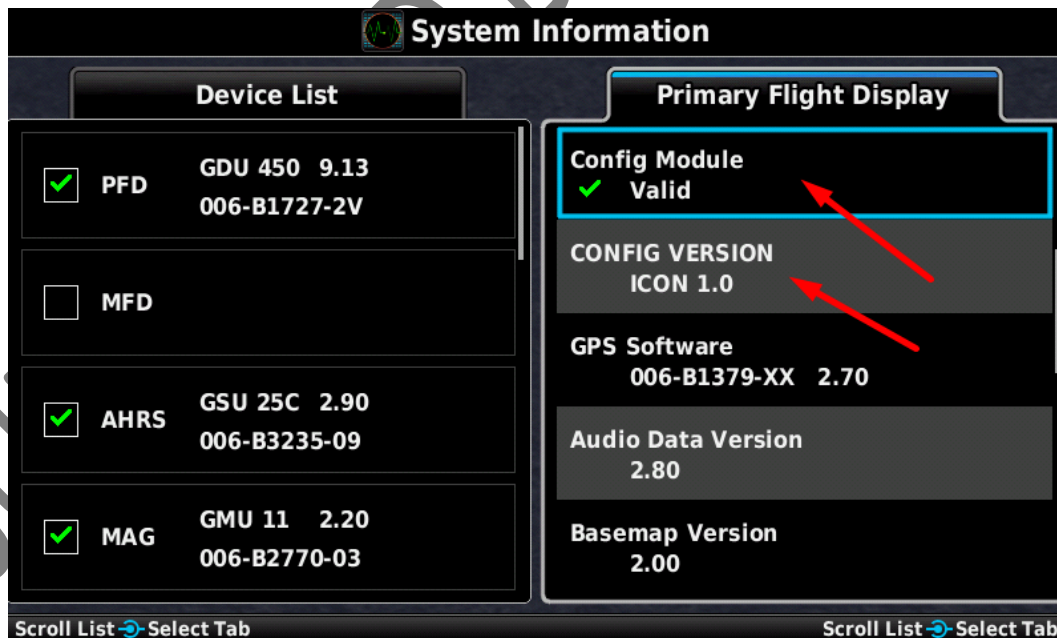 System Information
Device List
PFD
GDU 450 9.13
006-B1727-2V
MFD
AHRS
GSU 25C 2.90
006-B3235-09
MAG
GMU 11 2.20
006-B2770-03
Primary Flight Display
Config Module
Valid
CONFIG VERSION
ICON 1.0
GPS Software
006-B1379-XX 2.70
Audio Data Version
2.80
Basemap Version
2.00
Scroll List Select Tab
Scroll List Select Tab